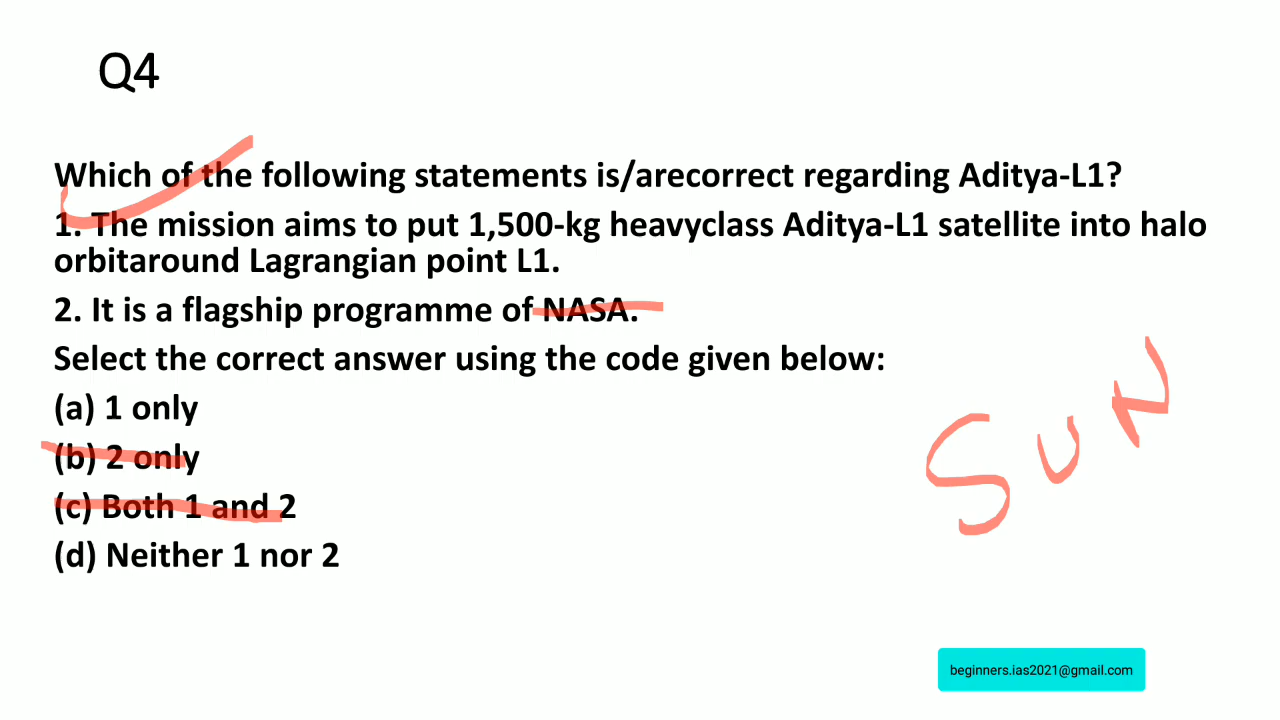 Q4
Which of the following statements is/arecorrect regarding Aditya-L1?
1. The mission aims to put 1,500-kg heavyclass Aditya-L1 satellite into halo
orbitaround Lagrangian point L1.
2. It is a flagship programme of NASA.
Select the correct answer using the code given below:
(a) 1 only
(b) 2 only
(c) Both 1 and 2
(d) Neither 1 nor 2
SUN
beginners.ias2021@gmail.com